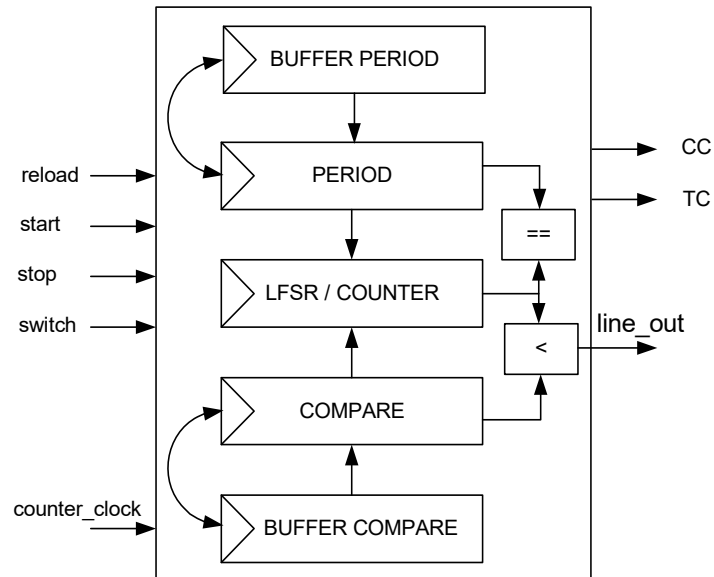 BUFFER PERIOD
PERIOD
CC
reload
TC
start
==
stop
LFSR / COUNTER
switch
<
line_out
COMPARE
counter_clock
BUFFER COMPARE